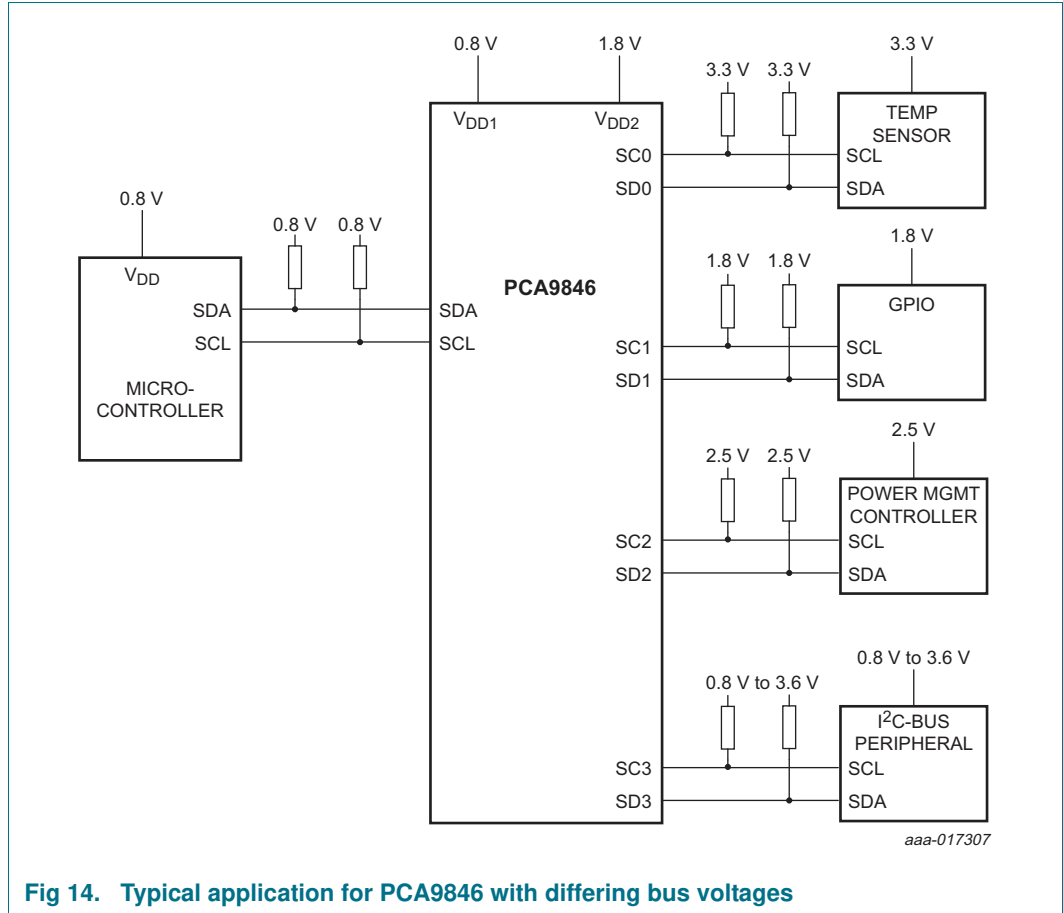 0.8 V
1.8 V
3.3 V
3.3 V 3.3 V
V_DD1
V_DD2
TEMP
SENSOR
SC0
SCL
SD0
SDA
0.8 V
0.8 V 0.8 V
V_DD
SDA
SCL
MICRO-
CONTROLLER
PCA9846
SDA
SCL
1.8 V
1.8 V 1.8 V
GPIO
SC1
SCL
SD1
SDA
2.5 V
2.5 V 2.5 V
POWER MGMT
CONTROLLER
SC2
SCL
SD2
SDA
0.8 V to 3.6 V
0.8 V to 3.6 V
I²C-BUS
PERIPHERAL
SC3
SCL
SD3
SDA
aaa-017307
Fig 14. Typical application for PCA9846 with differing bus voltages